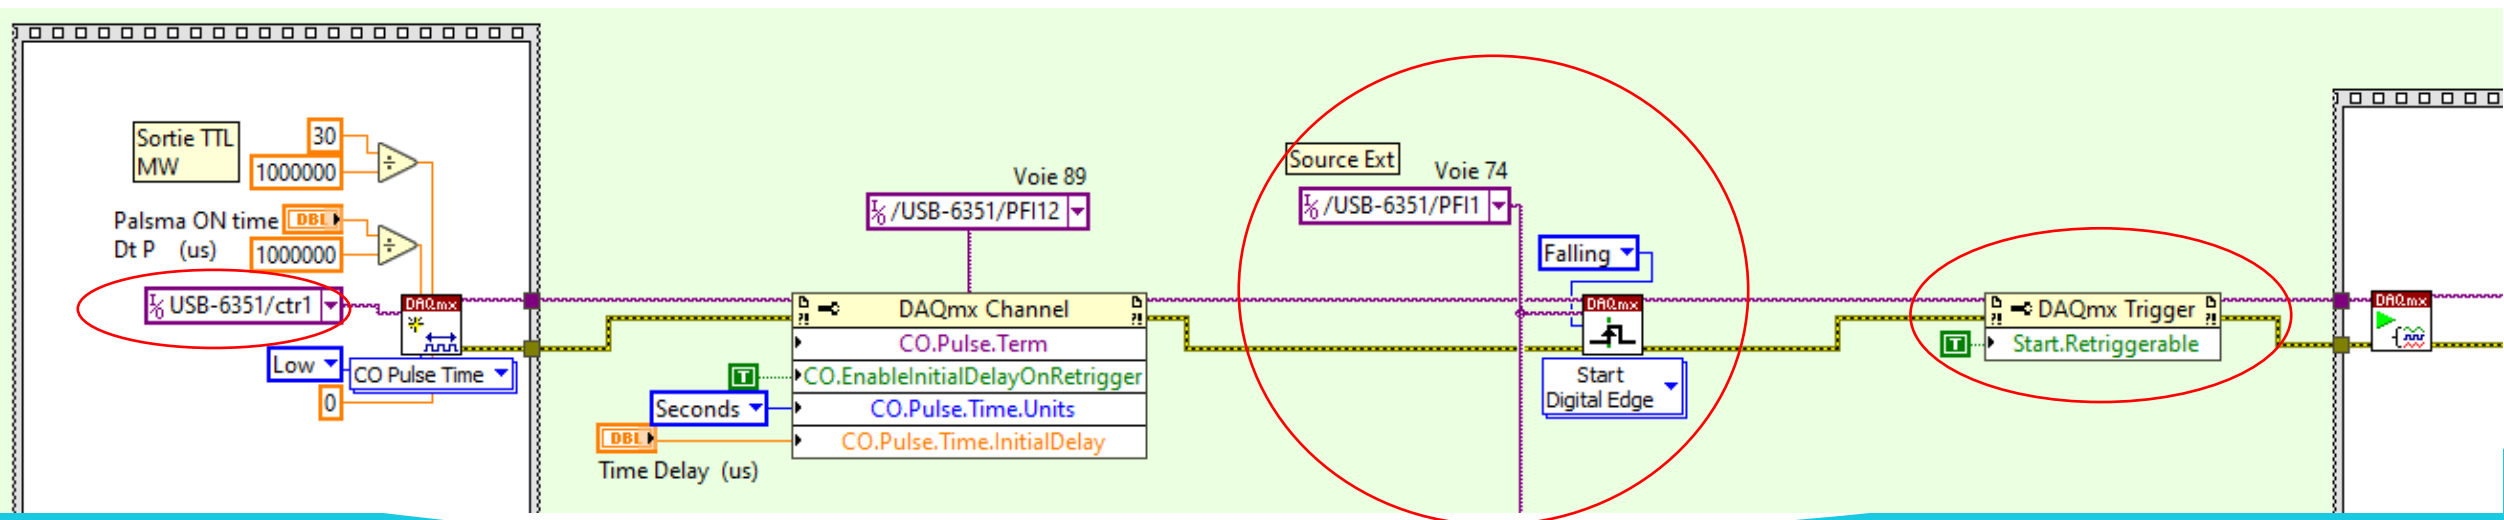 Sortie TTL
MW
30
1000000
Palsma ON time
DBL
Dt P (us)
1000000
USB-6351/ctr1
DAQmx
Low
CO Pulse Time
0
Voie 89
/USB-6351/PFI12
DAQmx Channel
CO.Pulse.Term
T
CO.EnableInitialDelayOnRetrigger
Seconds
CO.Pulse.Time.Units
DBL
CO.Pulse.Time.InitialDelay
Time Delay (us)
Source Ext
Voie 74
/USB-6351/PFI1
Falling
DAQmx
Start
Digital Edge
DAQmx Trigger
T
Start.Retriggerable
DAQmx